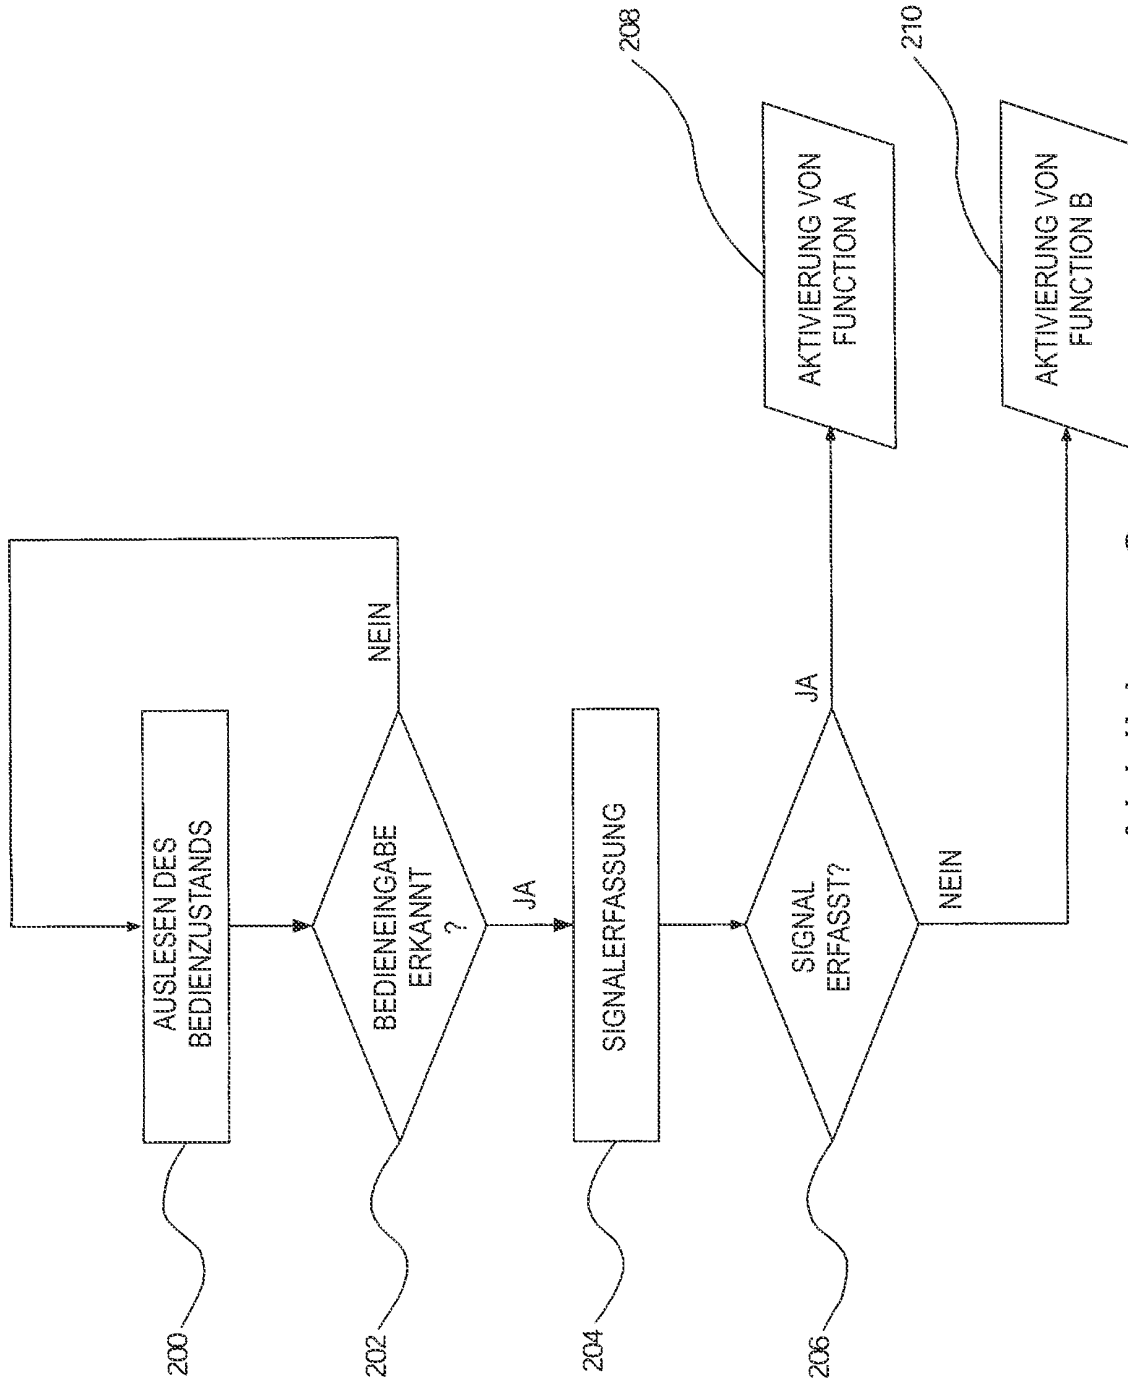 200
AUSLESEN DES
BEDIENZUSTANDS
202
BEDIENEINGABE
ERKANNT
?
NEIN
JA
204
SIGNALERFASSUNG
206
SIGNAL
ERFASST?
JA
NEIN
208
AKTIVIERUNG VON
FUNCTION A
210
AKTIVIERUNG VON
FUNCTION B